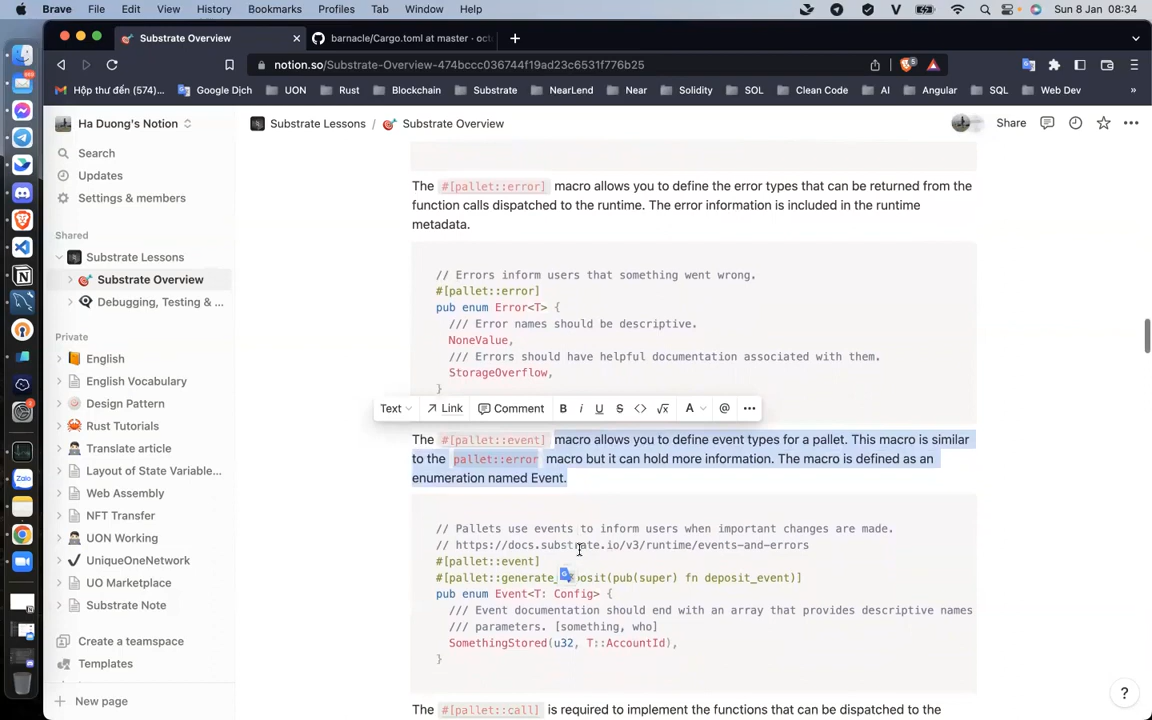 Brave File Edit View History Bookmarks Profiles Tab Window Help Sun 8 Jan 08:34
Substrate Overview
barnacle/Cargo.toml at master · oct
notion.so/Substrate-Overview-474bccc036744f19ad23c6531f776b25
Hộp thư đến (574)... Google Dịch UON Rust Blockchain Substrate NearLend Near Solidity SOL Clean Code AI Angular SQL Web Dev »
Ha Duong's Notion
Substrate Lessons / Substrate Overview
Share
Search
Updates
Settings & members
Shared
Substrate Lessons
Substrate Overview
Debugging, Testing & ...
Private
English
English Vocabulary
Design Pattern
Rust Tutorials
Translate article
Layout of State Variable...
Web Assembly
NFT Transfer
UON Working
UniqueOneNetwork
UO Marketplace
Substrate Note
Create a teamspace
Templates
New page
The #[pallet::error] macro allows you to define the error types that can be returned from the
function calls dispatched to the runtime. The error information is included in the runtime
metadata.
// Errors inform users that something went wrong.
#[pallet::error]
pub enum Error<T> {
/// Error names should be descriptive.
NoneValue,
/// Errors should have helpful documentation associated with them.
StorageOverflow,
}
Text Link Comment B i U S <> √x A @ •••
The #[pallet::event] macro allows you to define event types for a pallet. This macro is similar
to the pallet::error macro but it can hold more information. The macro is defined as an
enumeration named Event.
// Pallets use events to inform users when important changes are made.
// https://docs.substrate.io/v3/runtime/events-and-errors
#[pallet::event]
#[pallet::generate_deposit(pub(super) fn deposit_event)]
pub enum Event<T: Config> {
/// Event documentation should end with an array that provides descriptive names
/// parameters. [something, who]
SomethingStored(u32, T::AccountId),
}
The #[pallet::call] is required to implement the functions that can be dispatched to the
?